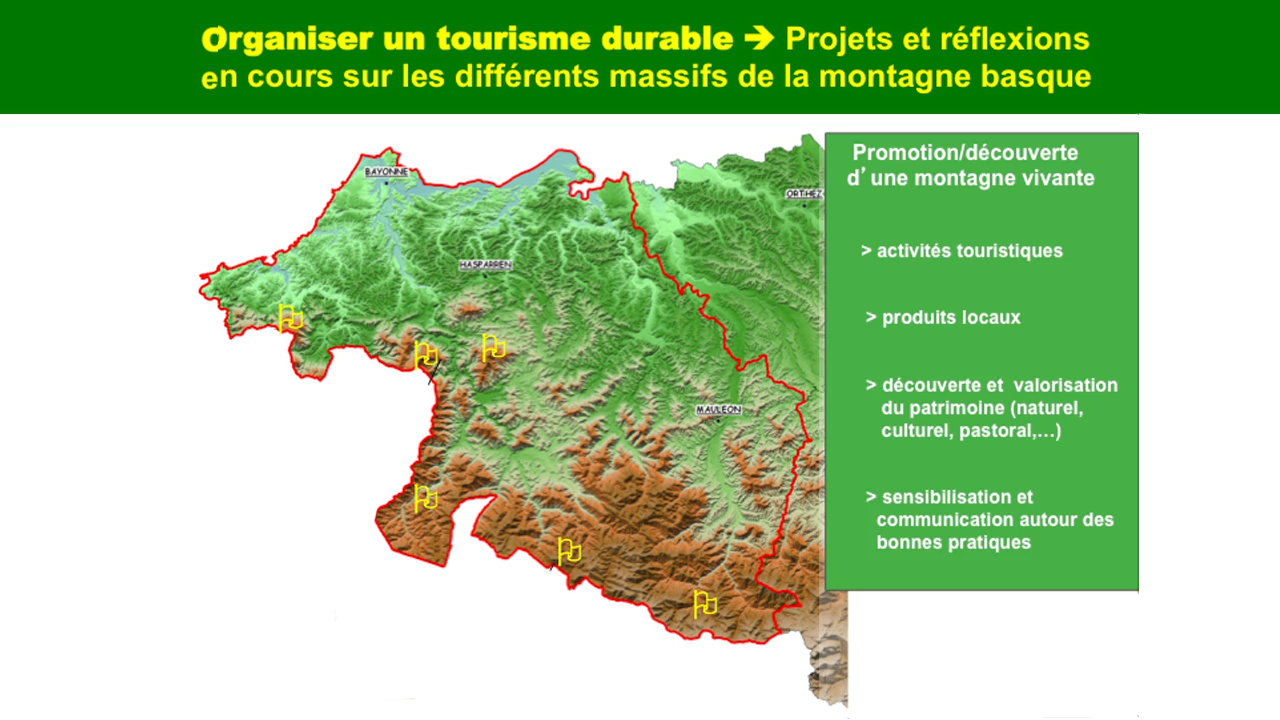 Organiser un tourisme durable ➔ Projets et réflexions
en cours sur les différents massifs de la montagne basque
BAYONNE
ORTHEZ
HASPARREN
MAULEON
Promotion/découverte
d’une montagne vivante
> activités touristiques
> produits locaux
> découverte et valorisation
du patrimoine (naturel,
culturel, pastoral,...)
> sensibilisation et
communication autour des
bonnes pratiques